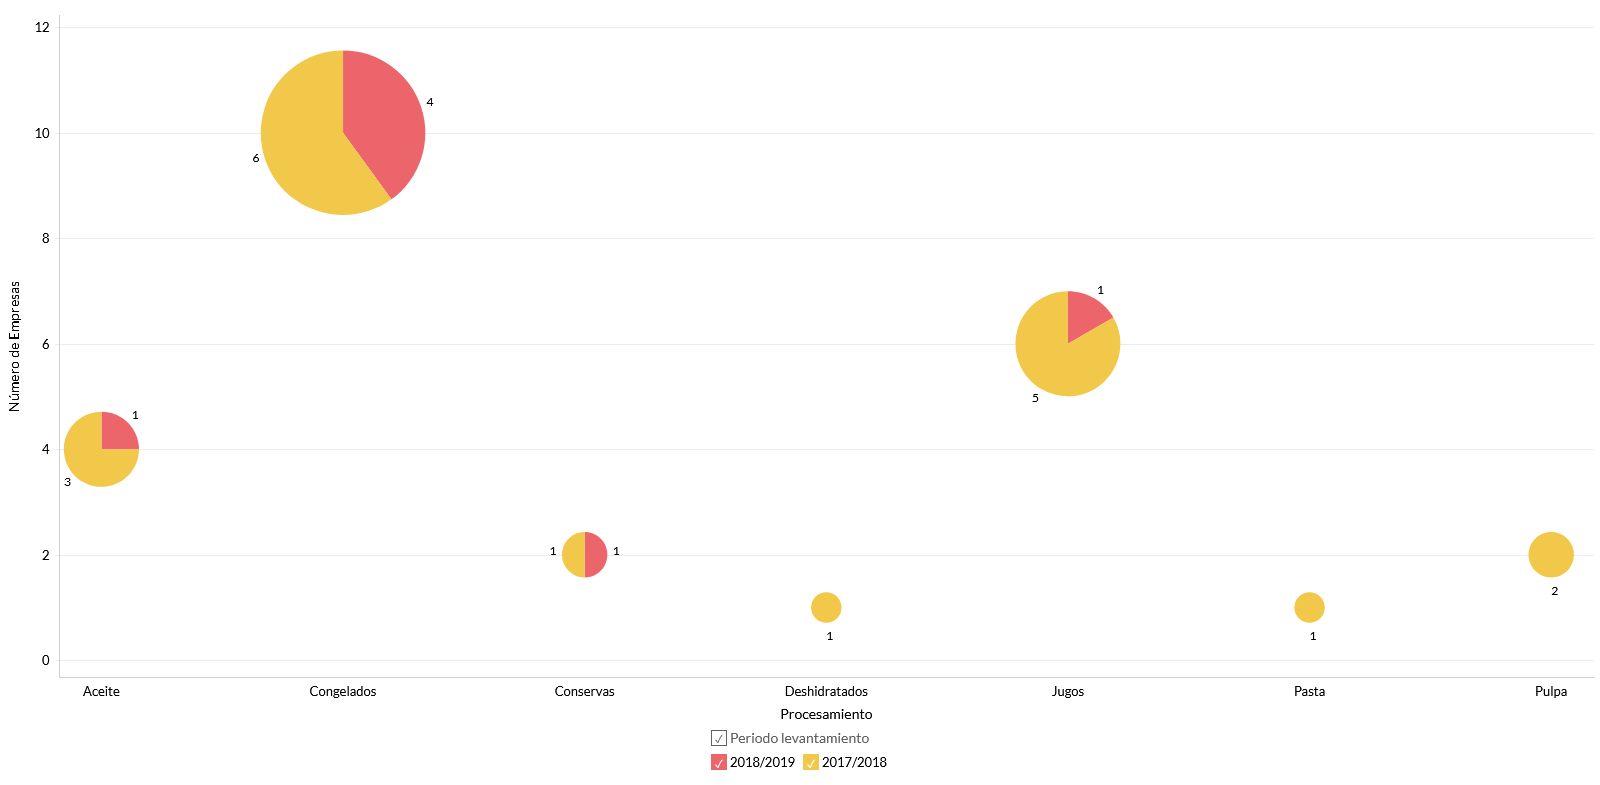 12
10
8
6
4
2
0
Número de Empresas
4
6
1
3
1
1
1
1
5
1
2
Aceite
Congelados
Conservas
Deshidratados
Jugos
Pasta
Pulpa
Procesamiento
Periodo levantamiento
2018/2019 2017/2018